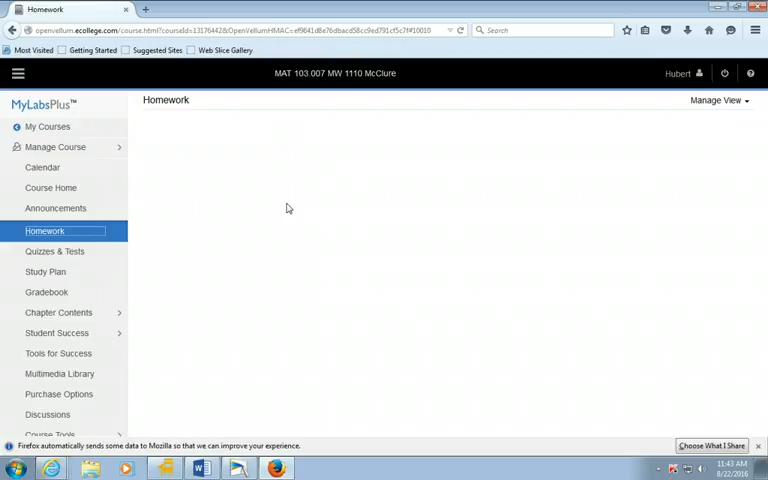 Homework
openvellum.ecollege.com/course.html?courseId=13176442&OpenVellumHMAC=ef9641d8e76dbacd58cc9ed791cf5c7f#10010
Search
Most Visited Getting Started Suggested Sites Web Slice Gallery
MAT 103.007 MW 1110 McClure
Hubert
MyLabsPlus™
Homework
Manage View
My Courses
Manage Course
Calendar
Course Home
Announcements
Homework
Quizzes & Tests
Study Plan
Gradebook
Chapter Contents
Student Success
Tools for Success
Multimedia Library
Purchase Options
Discussions
Course Tools
Firefox automatically sends some data to Mozilla so that we can improve your experience.
Choose What I Share
11:43 AM
8/22/2016